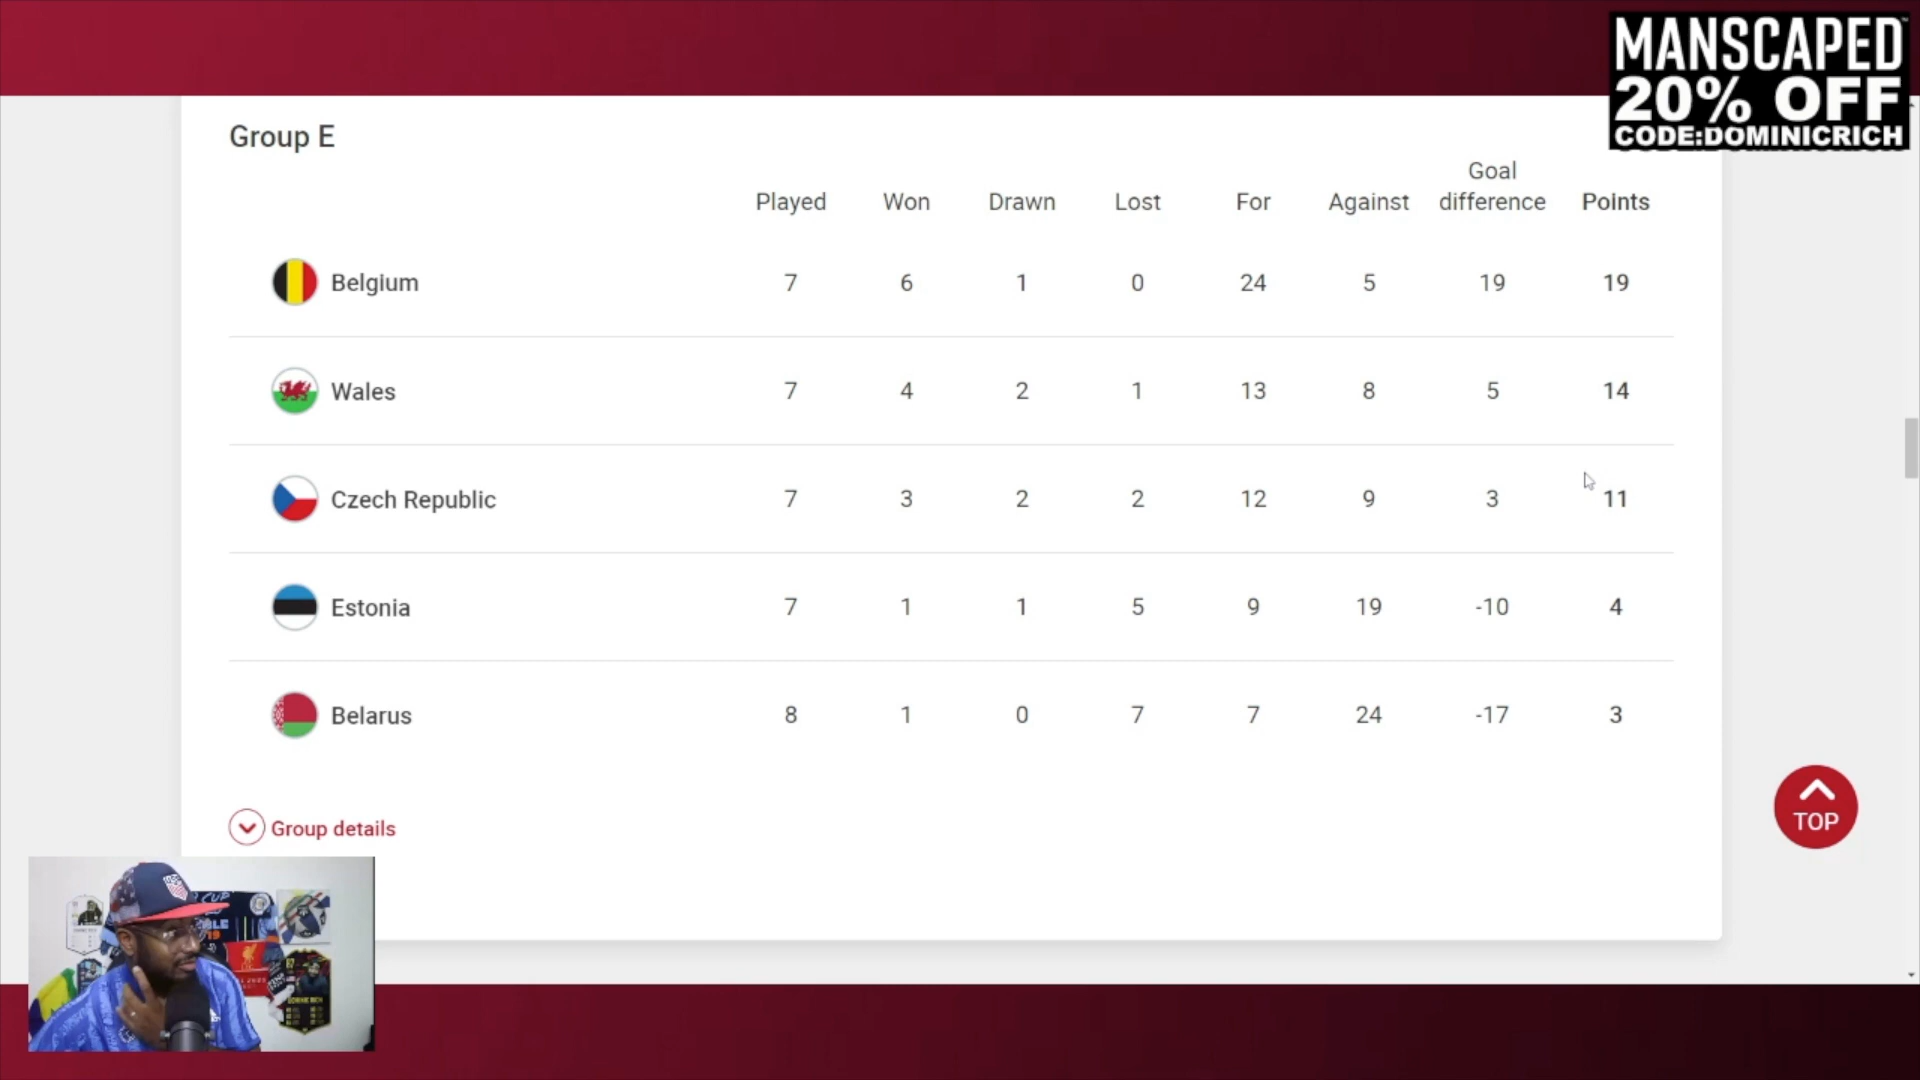 MANSCAPED
20% OFF
CODE:DOMINICRICH
Group E
Played Won Drawn Lost For Against Goal difference Points
Belgium 7 6 1 0 24 5 19 19
Wales 7 4 2 1 13 8 5 14
Czech Republic 7 3 2 2 12 9 3 11
Estonia 7 1 1 5 9 19 -10 4
Belarus 8 1 0 7 7 24 -17 3
Group details
TOP